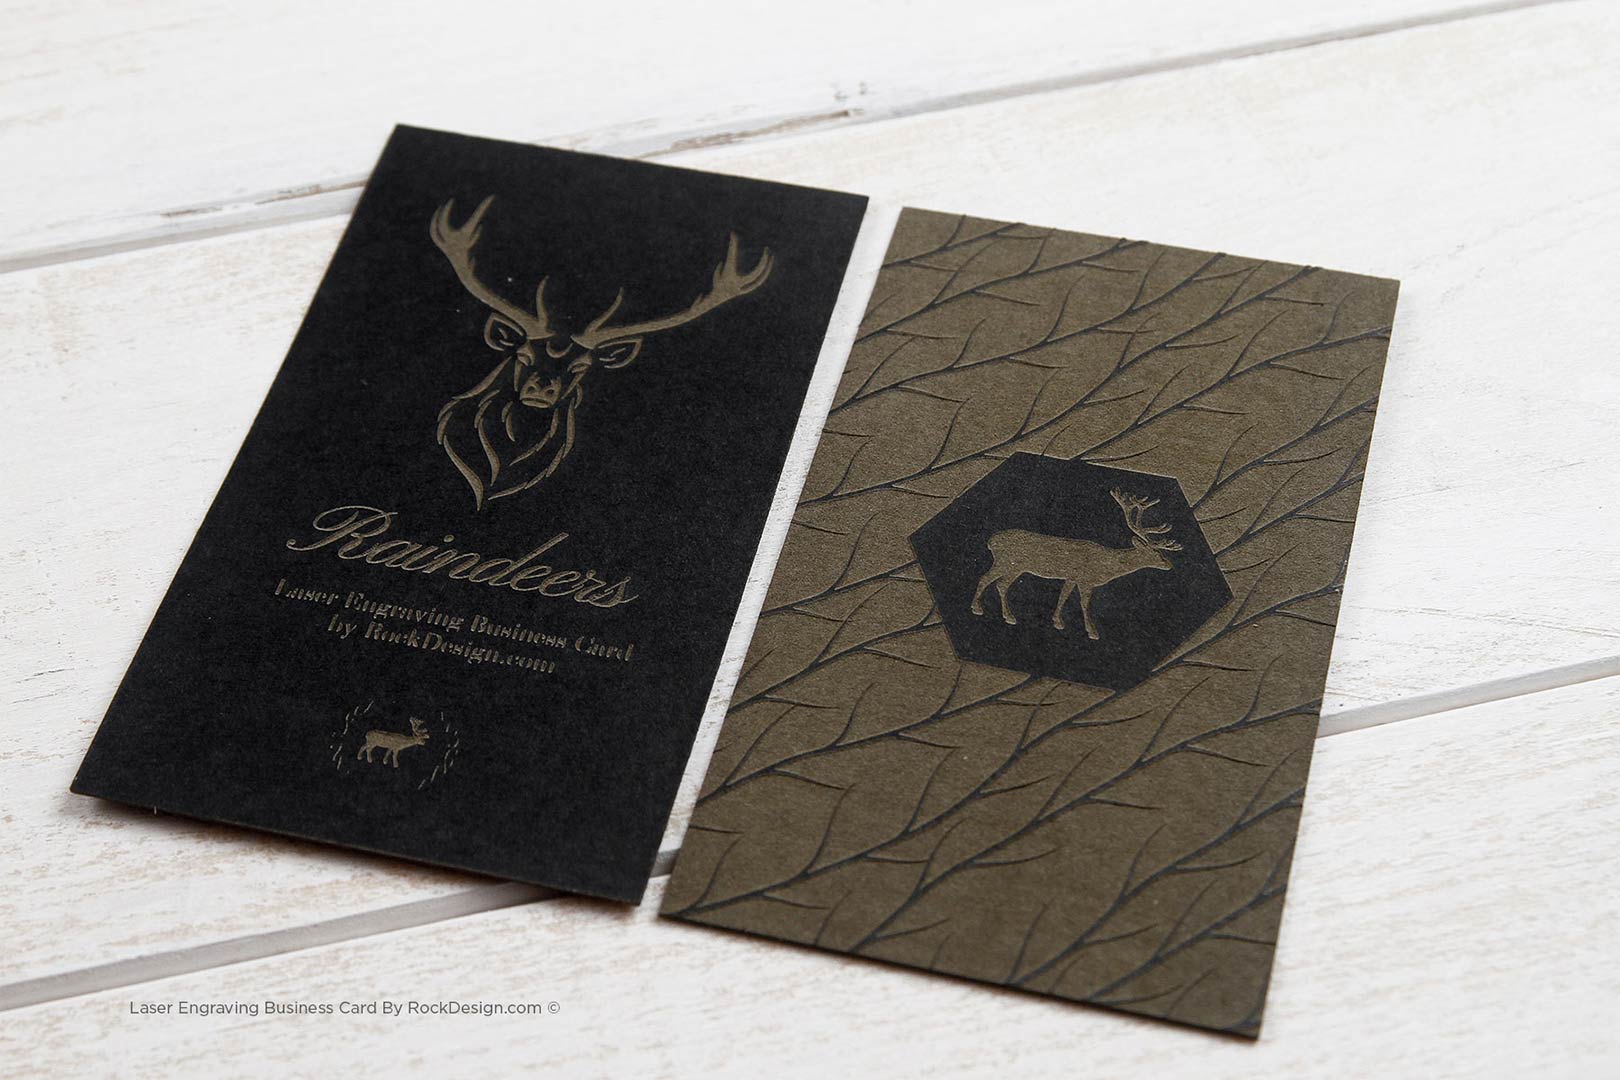 Raindeers
Laser Engraving Business Card
by RockDesign.com
Laser Engraving Business Card By RockDesign.com ©